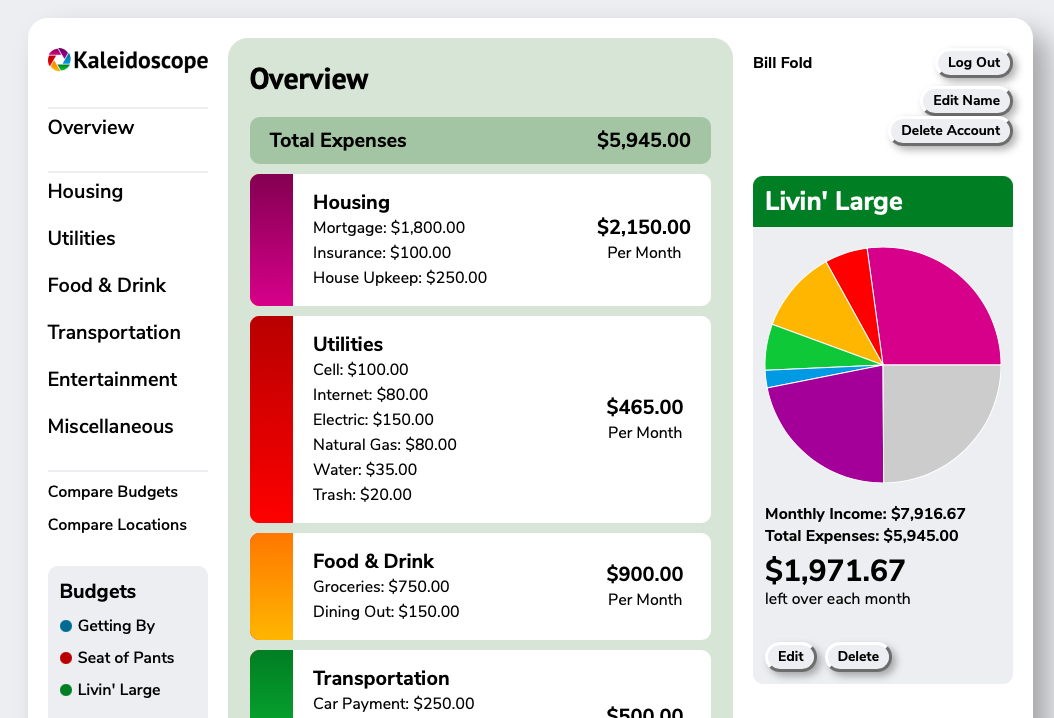 Kaleidoscope
Overview
Housing
Utilities
Food & Drink
Transportation
Entertainment
Miscellaneous
Compare Budgets
Compare Locations
Budgets
Getting By
Seat of Pants
Livin' Large
Overview
Total Expenses $5,945.00
Housing
Mortgage: $1,800.00
Insurance: $100.00
House Upkeep: $250.00
$2,150.00
Per Month
Utilities
Cell: $100.00
Internet: $80.00
Electric: $150.00
Natural Gas: $80.00
Water: $35.00
Trash: $20.00
$465.00
Per Month
Food & Drink
Groceries: $750.00
Dining Out: $150.00
$900.00
Per Month
Transportation
Car Payment: $250.00
$500.00
Bill Fold
Log Out
Edit Name
Delete Account
Livin' Large
Monthly Income: $7,916.67
Total Expenses: $5,945.00
$1,971.67
left over each month
Edit Delete